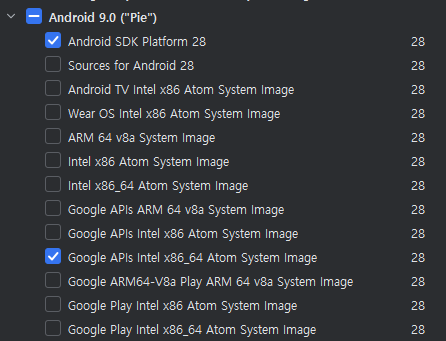 Android 9.0 ("Pie")
Android SDK Platform 28 28
Sources for Android 28 28
Android TV Intel x86 Atom System Image 28
Wear OS Intel x86 Atom System Image 28
ARM 64 v8a System Image 28
Intel x86 Atom System Image 28
Intel x86_64 Atom System Image 28
Google APIs ARM 64 v8a System Image 28
Google APIs Intel x86 Atom System Image 28
Google APIs Intel x86_64 Atom System Image 28
Google ARM64-V8a Play ARM 64 v8a System Image 28
Google Play Intel x86 Atom System Image 28
Google Play Intel x86_64 Atom System Image 28